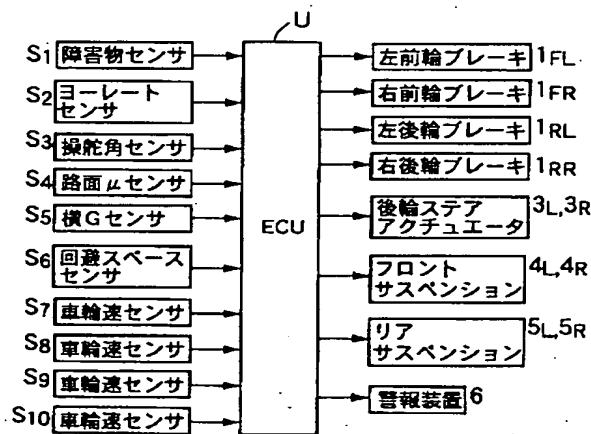 U
S1 障害物センサ
S2 ヨーレート
センサ
S3 操舵角センサ
S4 路面μセンサ
S5 横Gセンサ
S6 回避スペース
センサ
S7 車輪速センサ
S8 車輪速センサ
S9 車輪速センサ
S10 車輪速センサ
ECU
左前輪ブレーキ 1FL
右前輪ブレーキ 1FR
左後輪ブレーキ 1RL
右後輪ブレーキ 1RR
後輪ステア 3L,3R
アクチュエータ
フロント 4L,4R
サスペンション
リア 5L,5R
サスペンション
警報装置 6